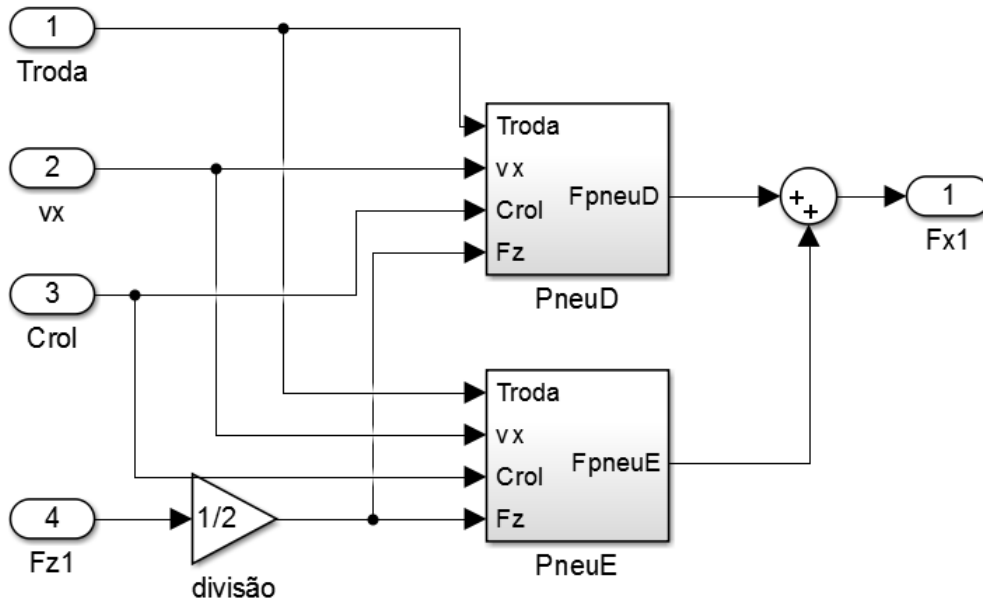 1
Troda
2
vx
3
Crol
4
Fz1
1/2
divisão
Troda
vx
Crol
Fz
FpneuD
PneuD
Troda
vx
Crol
Fz
FpneuE
PneuE
+
+
1
Fx1